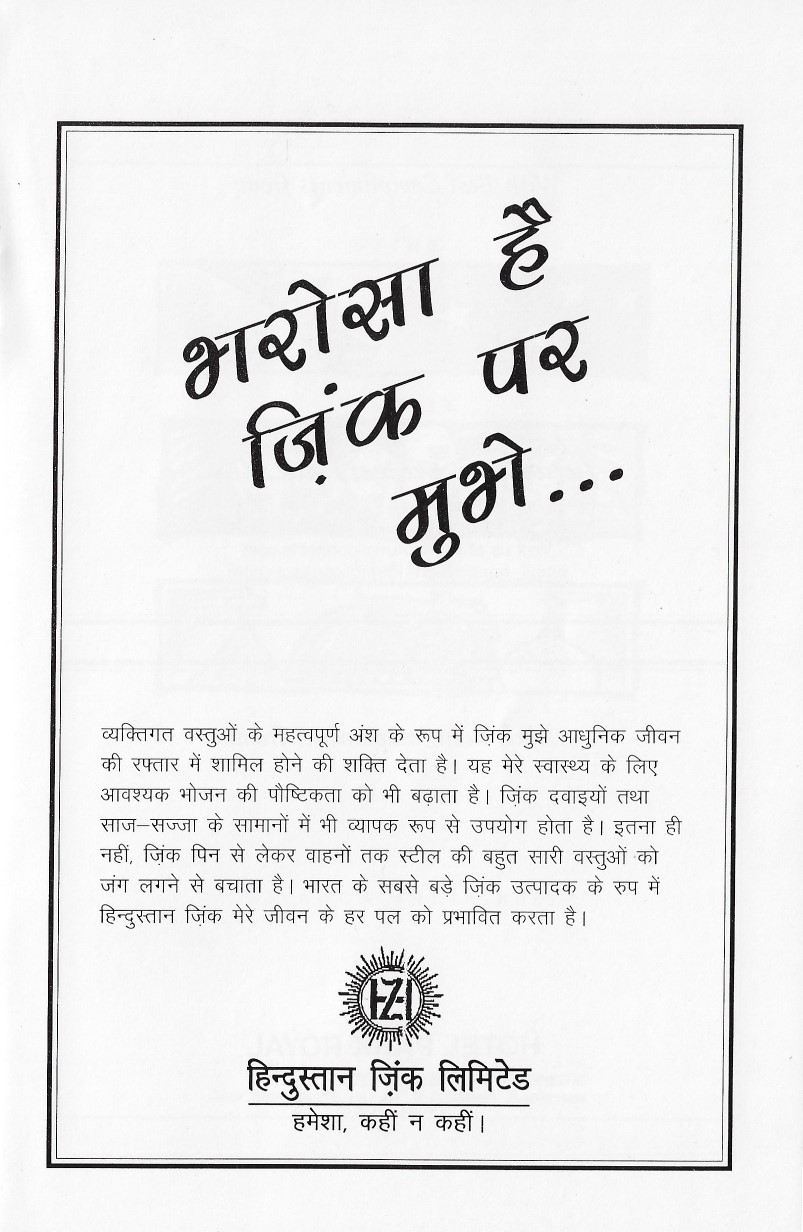 भरोसा है
ज़िंक पर
मुझे...
व्यक्तिगत वस्तुओं के महत्वपूर्ण अंश के रूप में ज़िंक मुझे आधुनिक जीवन
की रफ्तार में शामिल होने की शक्ति देता है। यह मेरे स्वास्थ्य के लिए
आवश्यक भोजन की पौष्टिकता को भी बढ़ाता है। ज़िंक दवाइयों तथा
साज–सज्जा के सामानों में भी व्यापक रूप से उपयोग होता है। इतना ही
नहीं, ज़िंक पिन से लेकर वाहनों तक स्टील की बहुत सारी वस्तुओं को
जंग लगने से बचाता है। भारत के सबसे बड़े ज़िंक उत्पादक के रुप में
हिन्दुस्तान ज़िंक मेरे जीवन के हर पल को प्रभावित करता है।
HZL
हिन्दुस्तान ज़िंक लिमिटेड
हमेशा, कहीं न कहीं।